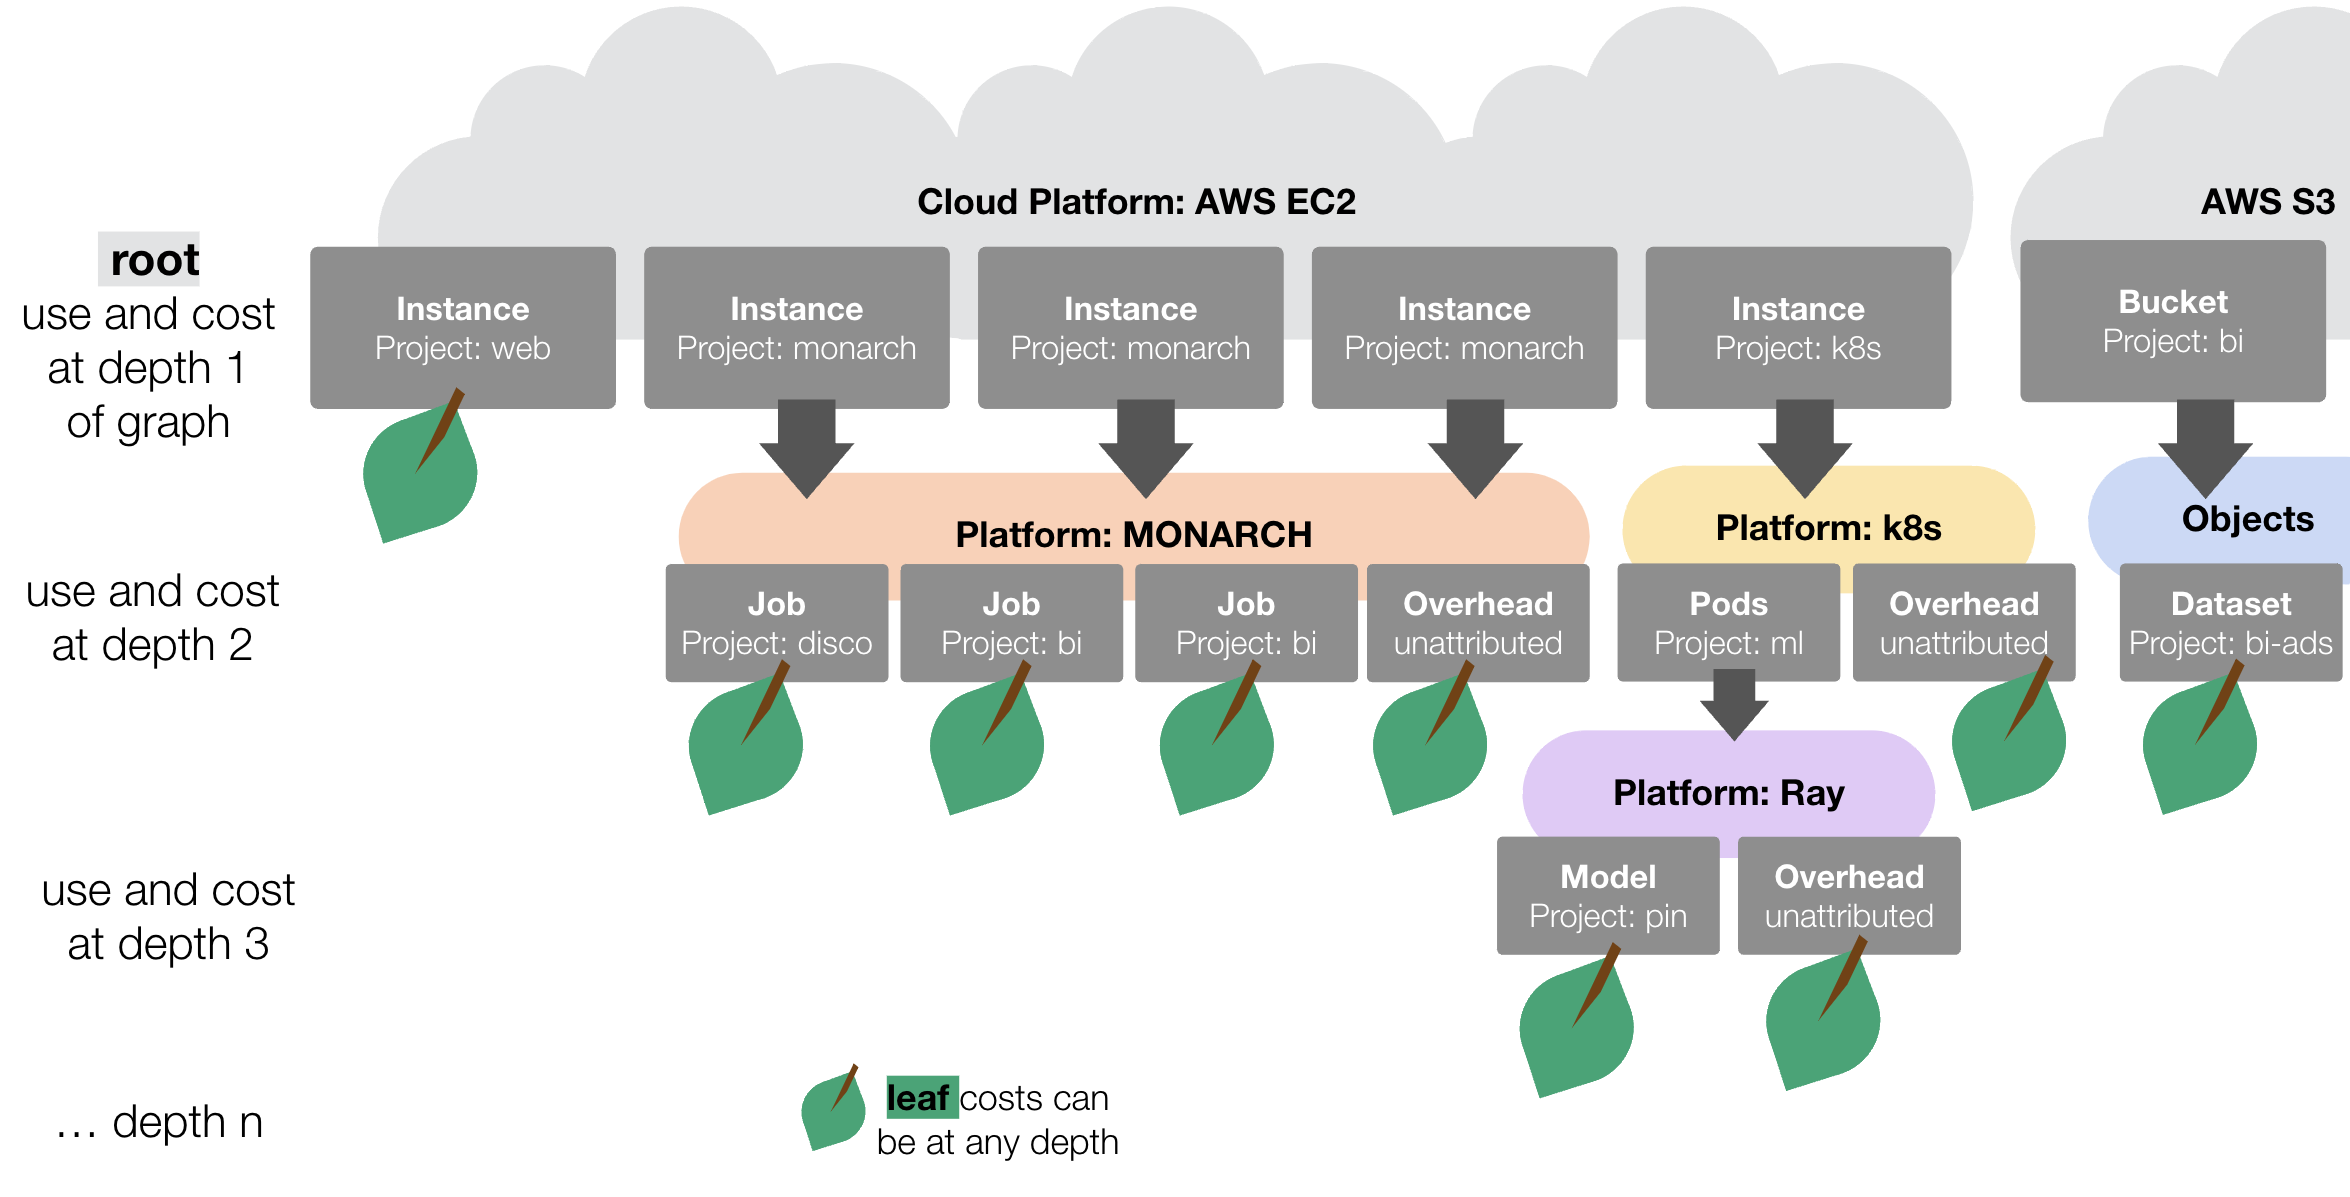 Cloud Platform: AWS EC2
AWS S3
root
use and cost
at depth 1
of graph
Instance
Project: web
Instance
Project: monarch
Instance
Project: monarch
Instance
Project: monarch
Instance
Project: k8s
Bucket
Project: bi
Platform: MONARCH
Platform: k8s
Objects
use and cost
at depth 2
Job
Project: disco
Job
Project: bi
Job
Project: bi
Overhead
unattributed
Pods
Project: ml
Overhead
unattributed
Dataset
Project: bi-ads
Platform: Ray
use and cost
at depth 3
Model
Project: pin
Overhead
unattributed
... depth n
leaf costs can
be at any depth